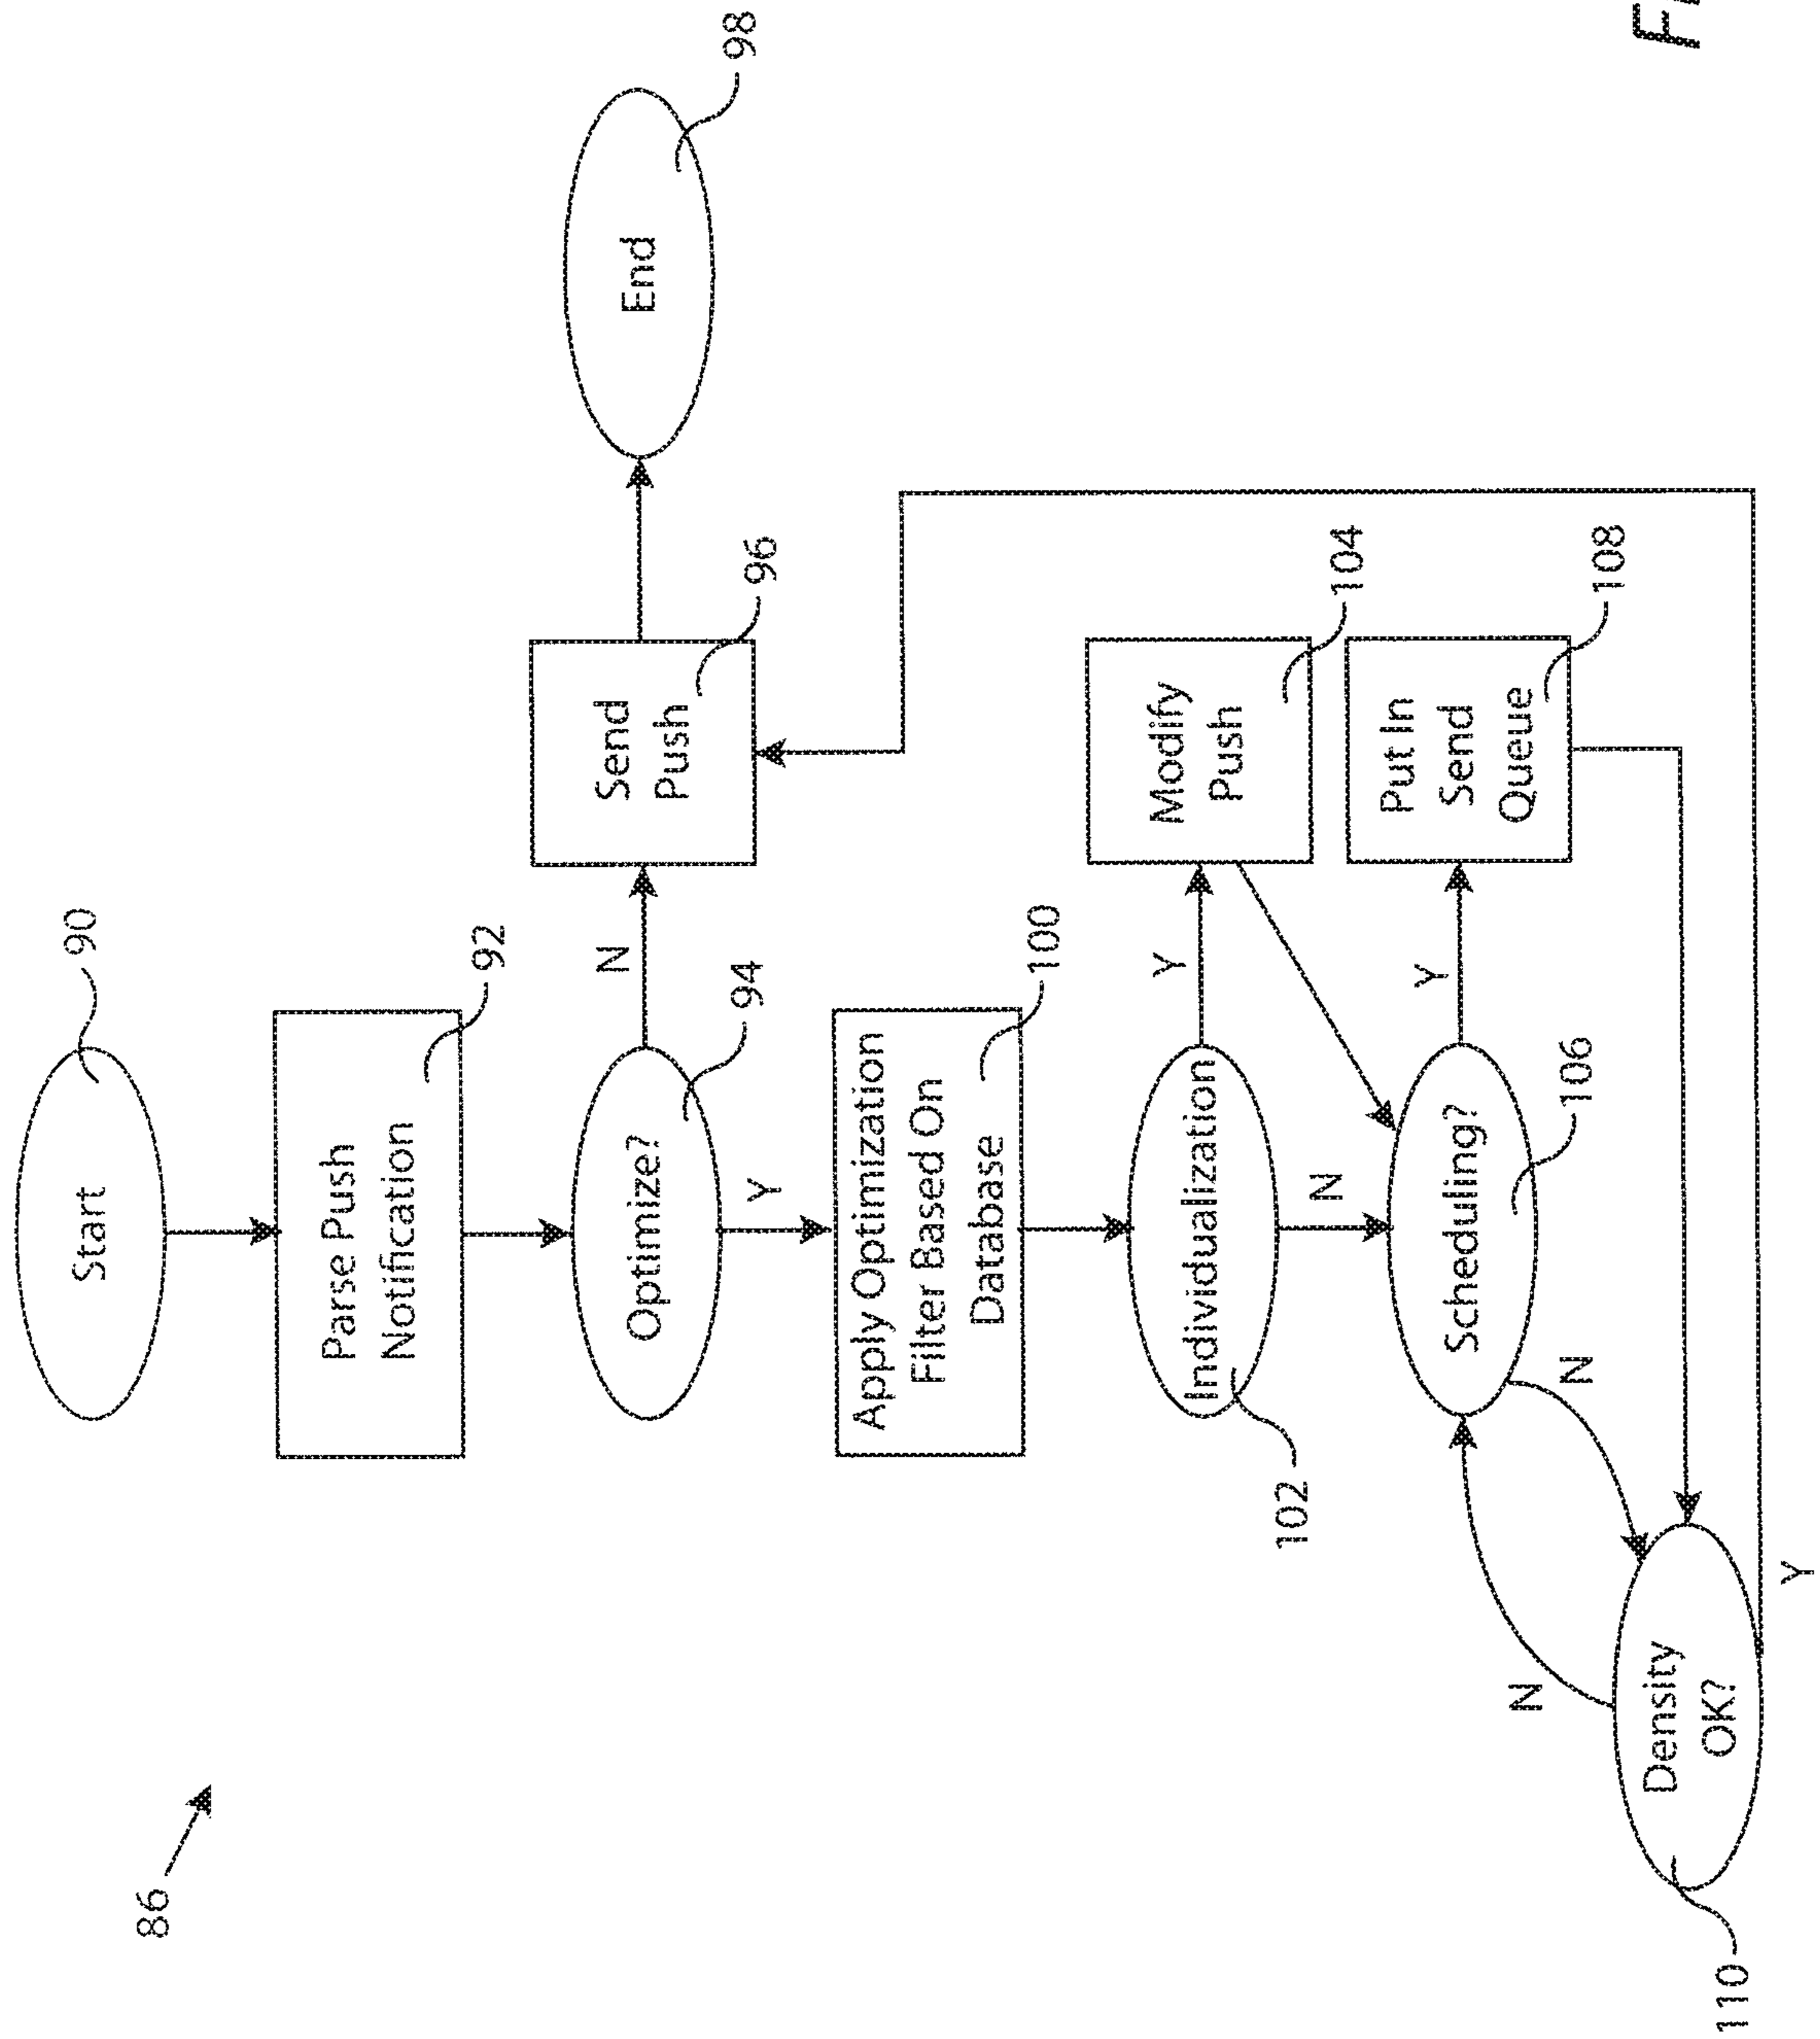 86
Start
90
Parse Push
Notification
92
Optimize?
94
N
Send
Push
96
End
98
Y
Apply Optimization
Filter Based On
Database
100
Individualization
102
Y
Modify
Push
104
N
Scheduling?
106
Y
Put In
Send
Queue
108
N
N
Density
OK?
110
Y